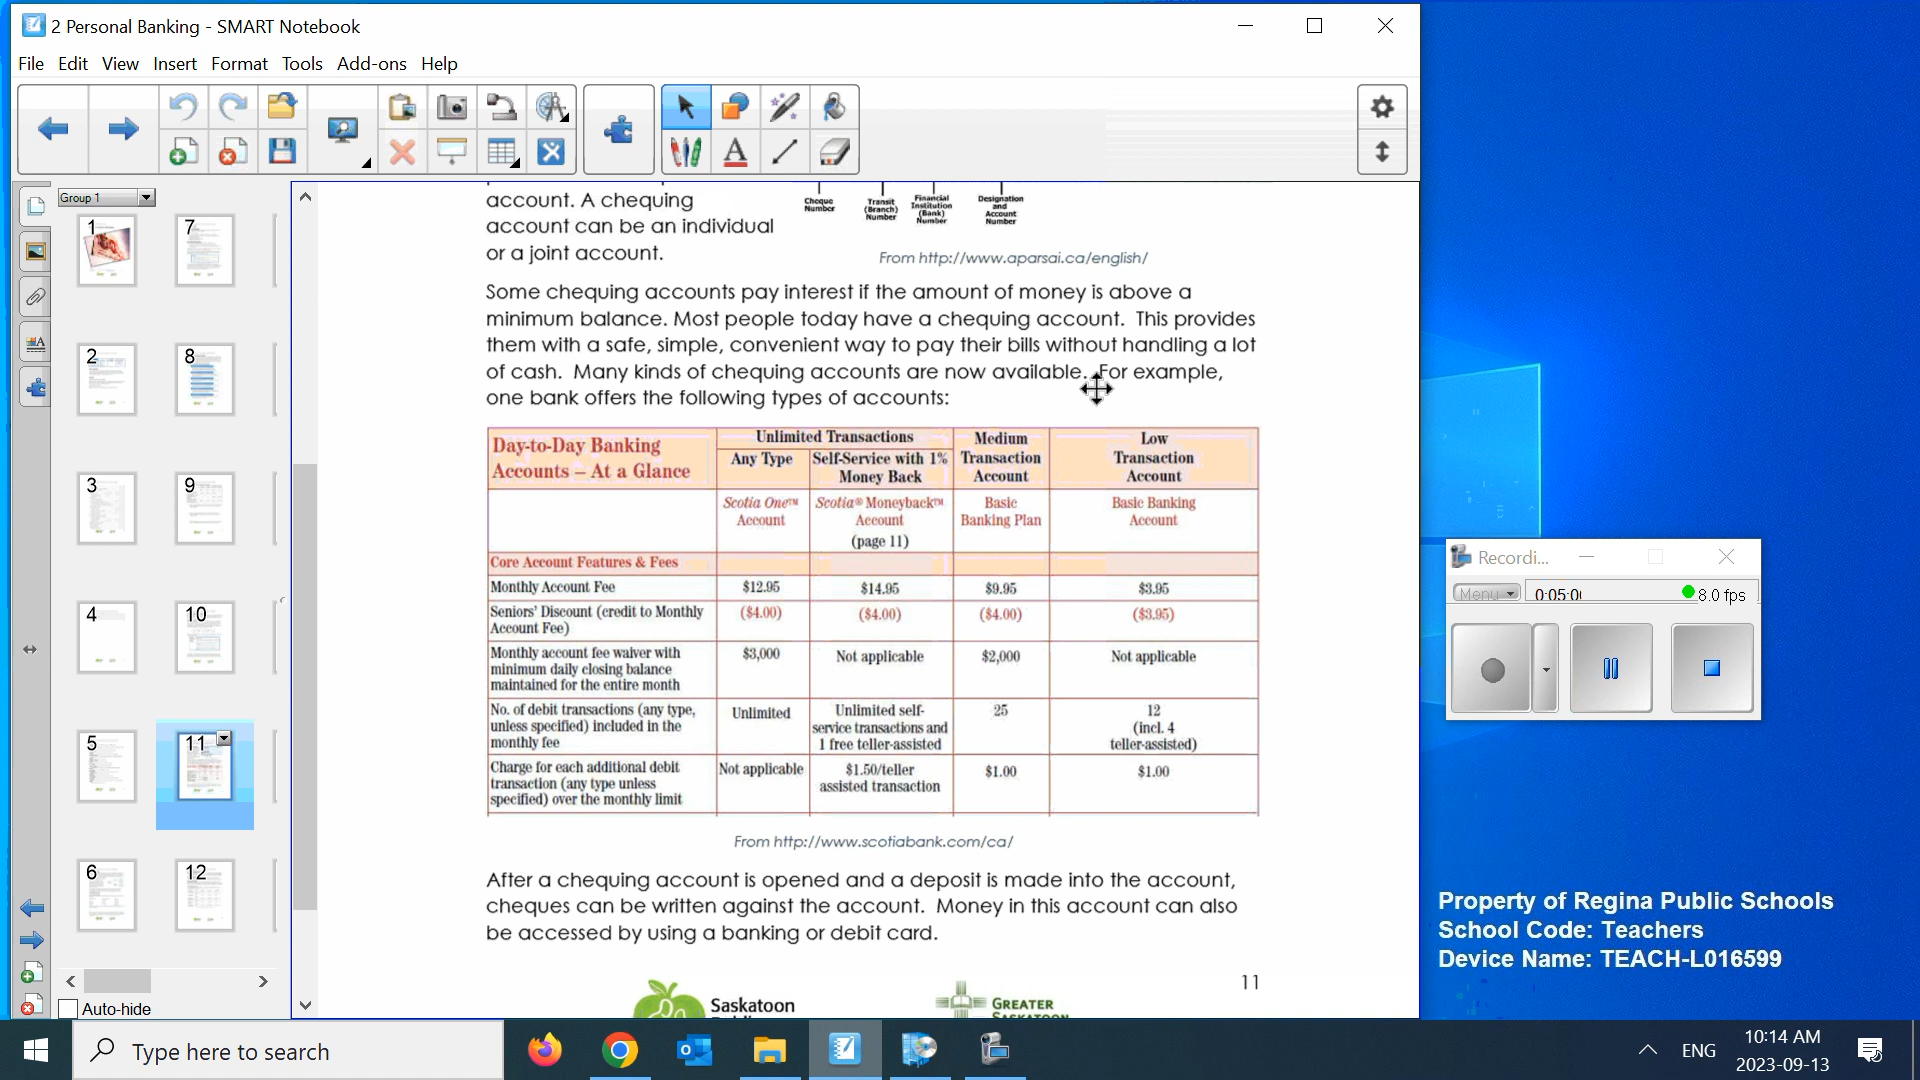 2 Personal Banking - SMART Notebook
File Edit View Insert Format Tools Add-ons Help
Group 1
1 7
2 8
3 9
4 10
5 11
6 12
Auto-hide
account. A chequing
account can be an individual
or a joint account.
Cheque Number
Transit (Branch) Number
Financial Institution (Bank) Number
Designation and Account Number
From http://www.aparsai.ca/english/
Some chequing accounts pay interest if the amount of money is above a
minimum balance. Most people today have a chequing account. This provides
them with a safe, simple, convenient way to pay their bills without handling a lot
of cash. Many kinds of chequing accounts are now available. For example,
one bank offers the following types of accounts:
Day-to-Day Banking
Accounts – At a Glance
Unlimited Transactions
Any Type
Self-Service with 1%
Money Back
Medium
Transaction
Account
Low
Transaction
Account
Scotia One™
Account
Scotia® Moneyback™
Account
(page 11)
Basic
Banking Plan
Basic Banking
Account
Core Account Features & Fees
Monthly Account Fee $12.95 $14.95 $9.95 $3.95
Seniors' Discount (credit to Monthly
Account Fee)
($4.00) ($4.00) ($4.00) ($3.95)
Monthly account fee waiver with
minimum daily closing balance
maintained for the entire month
$3,000 Not applicable $2,000 Not applicable
No. of debit transactions (any type,
unless specified) included in the
monthly fee
Unlimited
Unlimited self-
service transactions and
1 free teller-assisted
25
12
(incl. 4
teller-assisted)
Charge for each additional debit
transaction (any type unless
specified) over the monthly limit
Not applicable
$1.50/teller
assisted transaction
$1.00
$1.00
From http://www.scotiabank.com/ca/
After a chequing account is opened and a deposit is made into the account,
cheques can be written against the account. Money in this account can also
be accessed by using a banking or debit card.
11
Saskatoon
GREATER
Recordi...
Menu
0:05:0
8.0 fps
Property of Regina Public Schools
School Code: Teachers
Device Name: TEACH-L016599
Type here to search
ENG
10:14 AM
2023-09-13